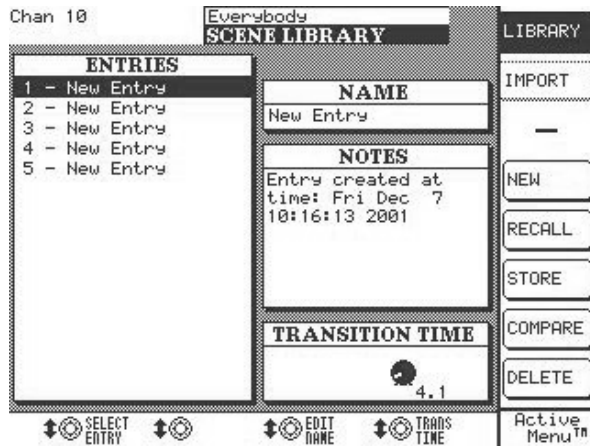 Chan 10
Everybody
SCENE LIBRARY
ENTRIES
1 - New Entry
2 - New Entry
3 - New Entry
4 - New Entry
5 - New Entry
NAME
New Entry
NOTES
Entry created at
time: Fri Dec 7
10:16:13 2001
TRANSITION TIME
4.1
LIBRARY
IMPORT
NEW
RECALL
STORE
COMPARE
DELETE
SELECT
ENTRY
EDIT
NAME
TRANS
TIME
Active
Menu™